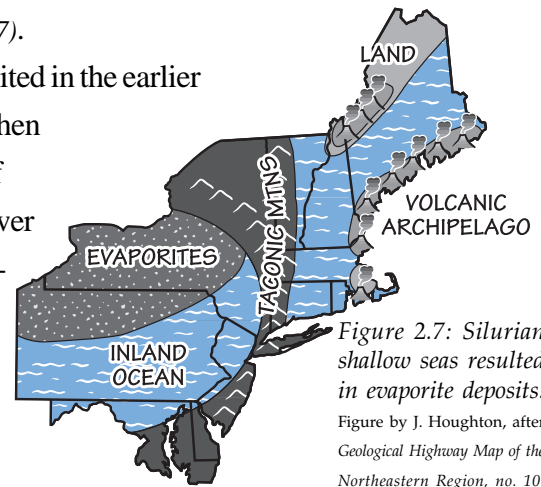 7).
ited in the earlier
hen
f
ver
-
LAND
VOLCANIC
ARCHIPELAGO
TACONIC MTNS
EVAPORITES
INLAND
OCEAN
Figure 2.7: Silurian
shallow seas resulted
in evaporite deposits.
Figure by J. Houghton, after
Geological Highway Map of the
Northeastern Region, no. 10